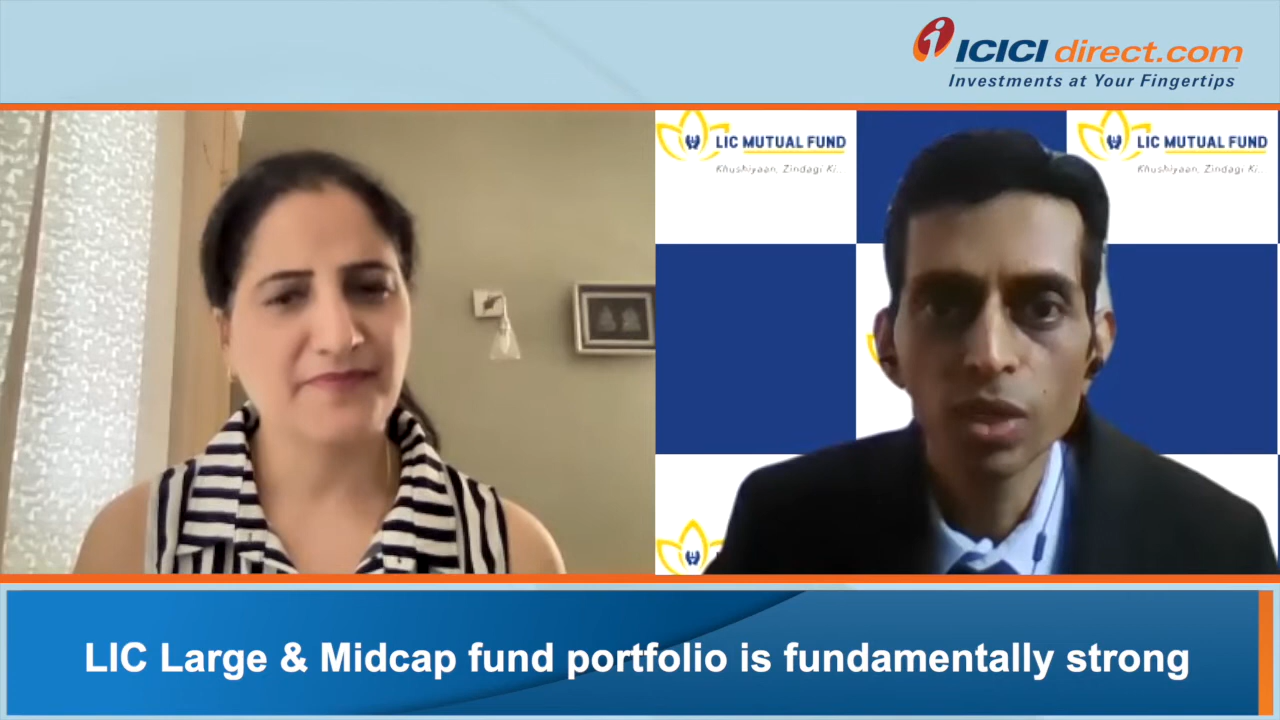 ICICI direct.com
Investments at Your Fingertips
LIC MUTUAL FUND
Khushiyaan, Zindagi Ki...
LIC MUTUAL FUND
Khushiyaan, Zindagi Ki...
LIC Large & Midcap fund portfolio is fundamentally strong